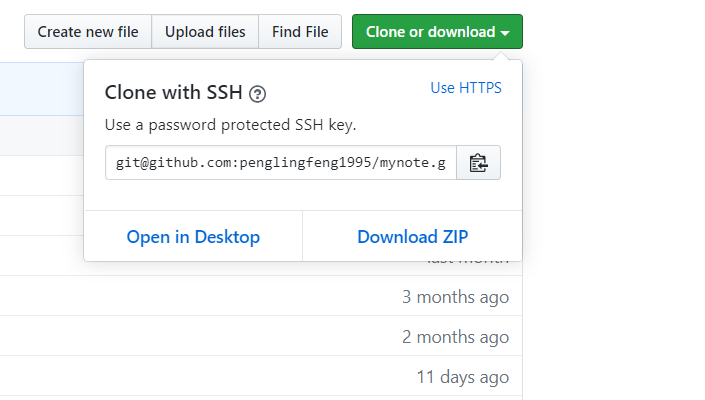 Create new file Upload files Find File Clone or download
Clone with SSH Use HTTPS
Use a password protected SSH key.
git@github.com:penglingfeng1995/mynote.g
Open in Desktop Download ZIP
last month
3 months ago
2 months ago
11 days ago